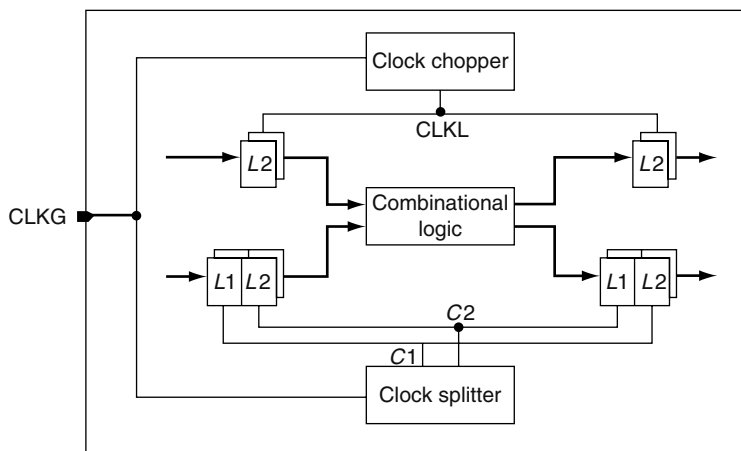 Clock chopper
CLKL
L2
L2
CLKG
Combinational
logic
L1 L2
L1 L2
C2
C1
Clock splitter